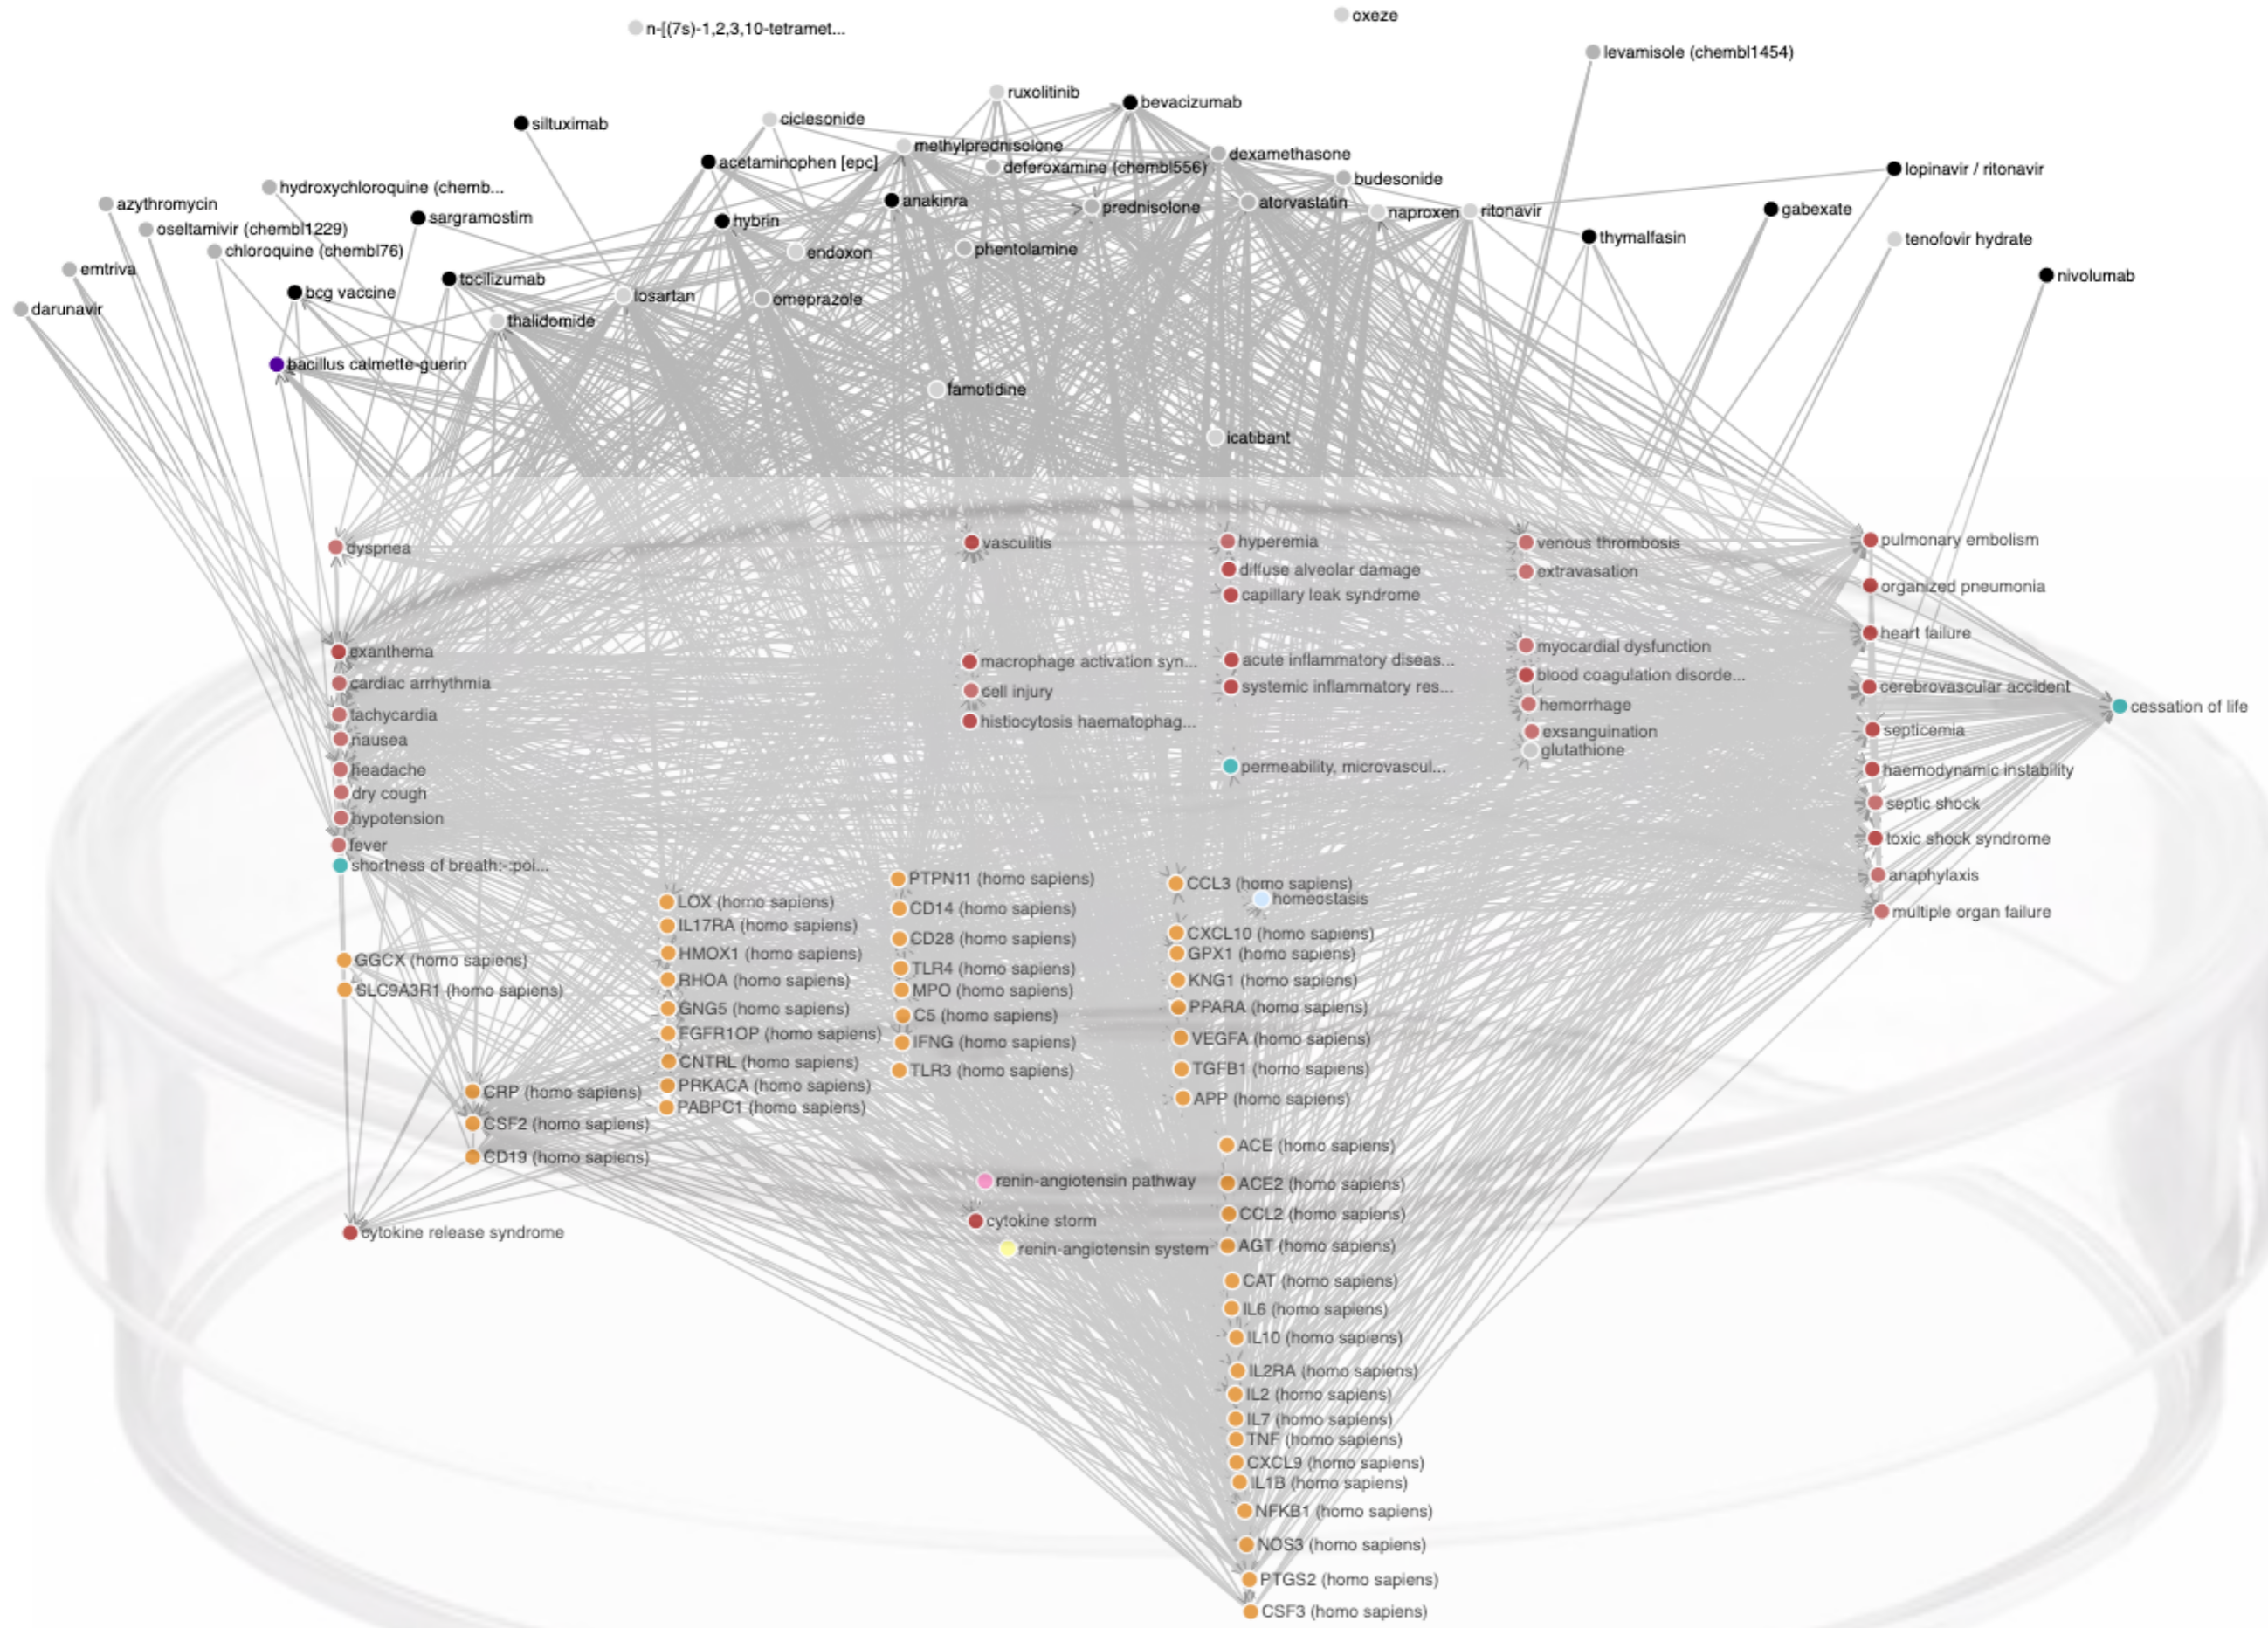 oxeze
n-[(7s)-1,2,3,10-tetramet...
levamisole (chembl1454)
ruxolitinib
bevacizumab
ciclesonide
siltuximab
methylprednisolone
dexamethasone
acetaminophen [epc]
deferoxamine (chembl556)
lopinavir / ritonavir
budesonide
hydroxychloroquine (chemb...
anakinra
atorvastatin
azythromycin
prednisolone
gabexate
naproxen
ritonavir
sargramostim
hybrin
oseltamivir (chembl1229)
thymalfasin
tenofovir hydrate
phentolamine
chloroquine (chembl76)
endoxon
emtriva
nivolumab
tocilizumab
bcg vaccine
losartan
omeprazole
darunavir
thalidomide
bacillus calmette-guerin
famotidine
icatibant
pulmonary embolism
hyperemia
vasculitis
venous thrombosis
dyspnea
diffuse alveolar damage
extravasation
organized pneumonia
capillary leak syndrome
heart failure
myocardial dysfunction
exanthema
acute inflammatory diseas...
macrophage activation syn...
blood coagulation disorde...
cardiac arrhythmia
systemic inflammatory res...
cerebrovascular accident
cell injury
hemorrhage
cessation of life
tachycardia
histiocytosis haematophag...
septicemia
exsanguination
nausea
glutathione
permeability, microvascul...
headache
haemodynamic instability
dry cough
septic shock
hypotension
toxic shock syndrome
fever
shortness of breath:-:poi...
anaphylaxis
PTPN11 (homo sapiens)
CCL3 (homo sapiens)
homeostasis
LOX (homo sapiens)
CD14 (homo sapiens)
multiple organ failure
IL17RA (homo sapiens)
CXCL10 (homo sapiens)
CD28 (homo sapiens)
HMOX1 (homo sapiens)
GPX1 (homo sapiens)
GGCX (homo sapiens)
TLR4 (homo sapiens)
RHOA (homo sapiens)
KNG1 (homo sapiens)
SLC9A3R1 (homo sapiens)
MPO (homo sapiens)
GNG5 (homo sapiens)
PPARA (homo sapiens)
C5 (homo sapiens)
FGFR1OP (homo sapiens)
VEGFA (homo sapiens)
IFNG (homo sapiens)
CNTRL (homo sapiens)
TGFB1 (homo sapiens)
TLR3 (homo sapiens)
PRKACA (homo sapiens)
CRP (homo sapiens)
APP (homo sapiens)
PABPC1 (homo sapiens)
CSF2 (homo sapiens)
ACE (homo sapiens)
CD19 (homo sapiens)
renin-angiotensin pathway
ACE2 (homo sapiens)
CCL2 (homo sapiens)
cytokine storm
cytokine release syndrome
AGT (homo sapiens)
renin-angiotensin system
CAT (homo sapiens)
IL6 (homo sapiens)
IL10 (homo sapiens)
IL2RA (homo sapiens)
IL2 (homo sapiens)
IL7 (homo sapiens)
TNF (homo sapiens)
CXCL9 (homo sapiens)
IL1B (homo sapiens)
NFKB1 (homo sapiens)
NOS3 (homo sapiens)
PTGS2 (homo sapiens)
CSF3 (homo sapiens)